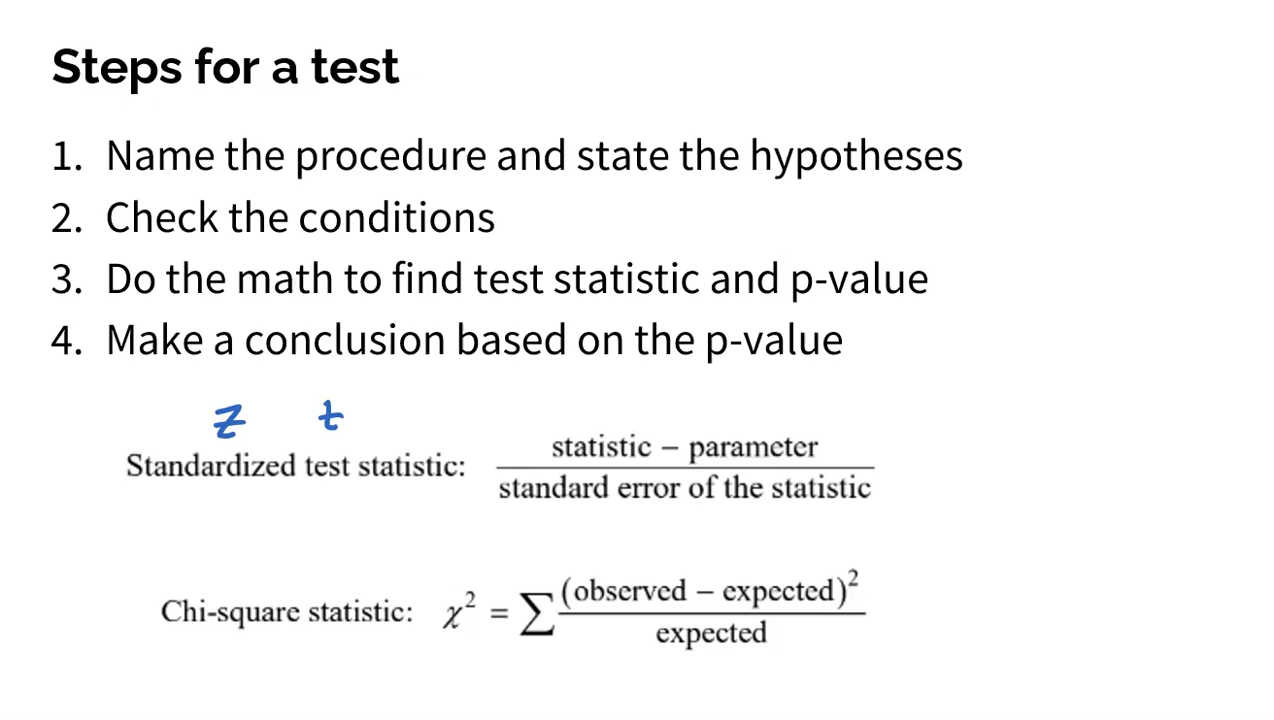 Steps for a test
1. Name the procedure and state the hypotheses
2. Check the conditions
3. Do the math to find test statistic and p-value
4. Make a conclusion based on the p-value
z t
Standardized test statistic: statistic − parameter
standard error of the statistic
Chi-square statistic: χ² = ∑ (observed − expected)²
expected